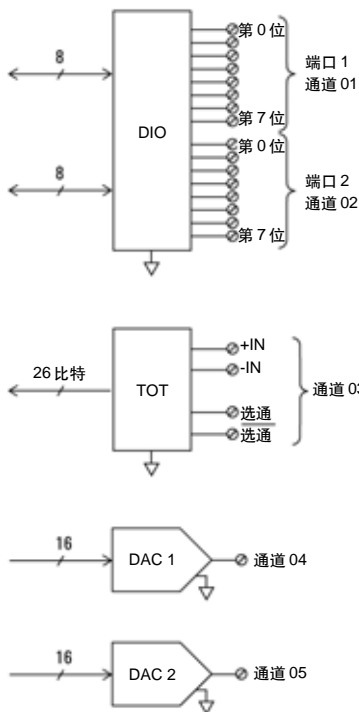 8
DIO
第 0 位
第 7 位
端口 1
通道 01
8
第 0 位
第 7 位
端口 2
通道 02
26 比特
TOT
+IN
-IN
选通
选通
通道 03
16
DAC 1
通道 04
16
DAC 2
通道 05